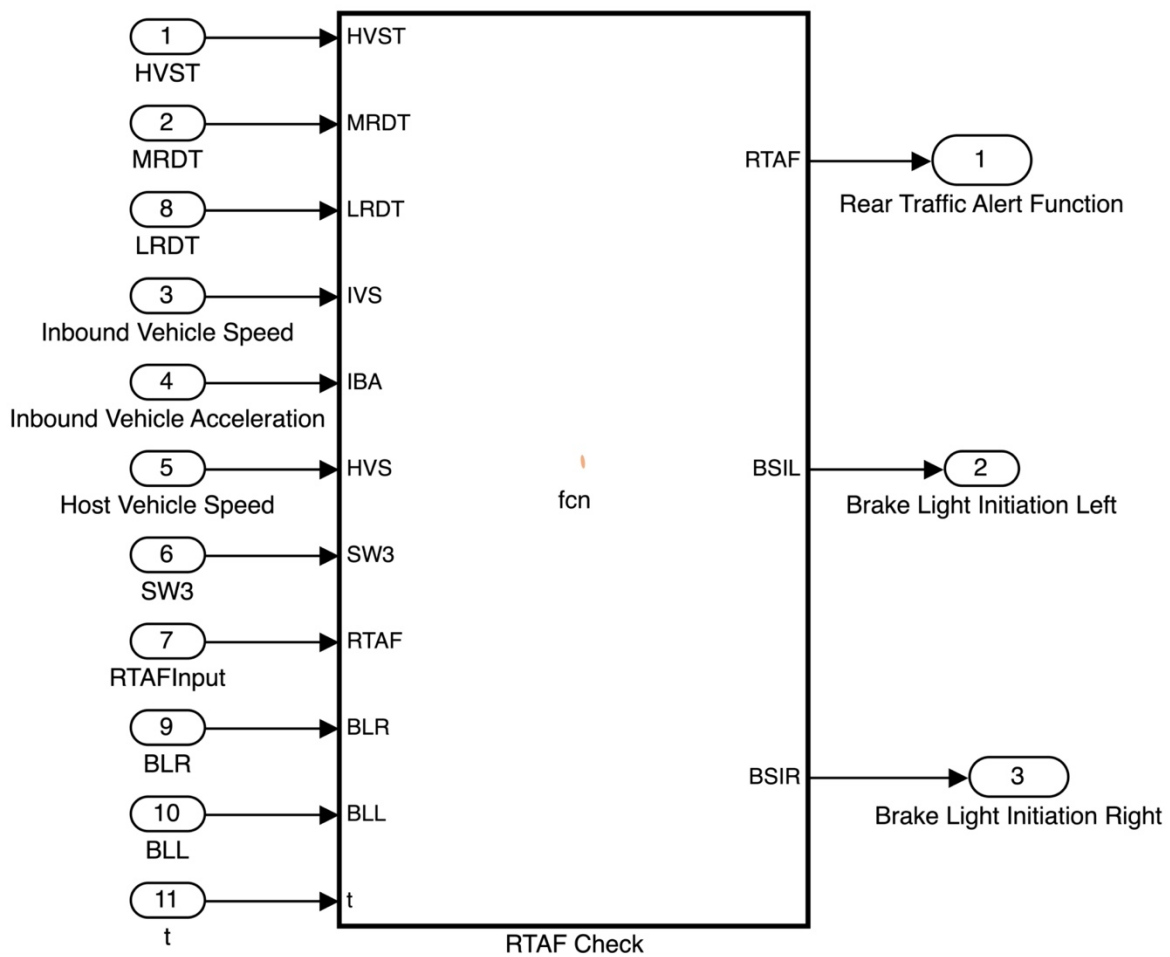 1
HVST
HVST
2
MRDT
MRDT
8
LRDT
LRDT
3
Inbound Vehicle Speed
IVS
4
Inbound Vehicle Acceleration
IBA
5
Host Vehicle Speed
HVS
6
SW3
SW3
7
RTAFInput
RTAF
9
BLR
BLR
10
BLL
BLL
11
t
t
fcn
RTAF Check
RTAF
1
Rear Traffic Alert Function
BSIL
2
Brake Light Initiation Left
BSIR
3
Brake Light Initiation Right